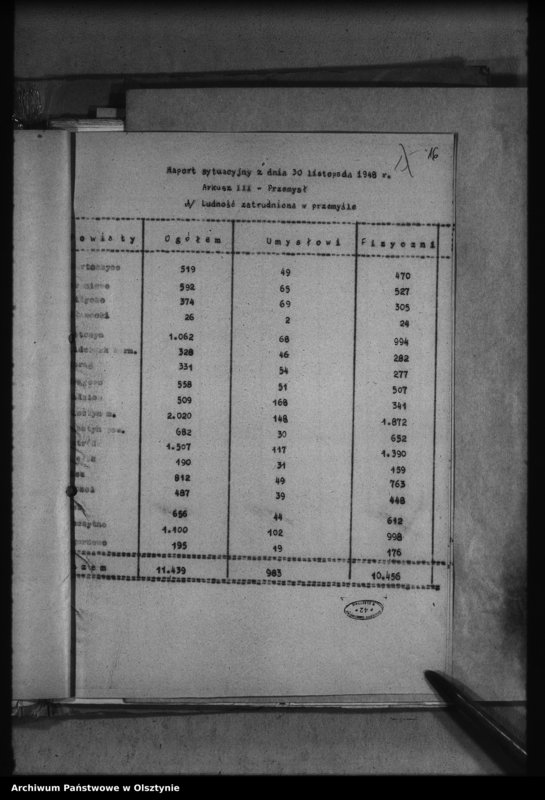 16
Raport sytuacyjny z dnia 30 listopada 1948 r.
Arkusz III - Przemysł
d/ Ludność zatrudniona w przemyśle
owiaty Ogółem Umysłowi Fizyczni
519 49 470
592 65 527
374 69 305
26 2 24
1.062 68 994
328 46 282
331 54 277
558 51 507
509 168 341
m. 2.020 148 1.872
682 30 652
1.507 117 1.390
190 31 159
812 49 763
487 39 448
656 44 612
1.100 102 998
195 19 176
azem 11.439 983 10.456
42
Archiwum Państwowe w Olsztynie